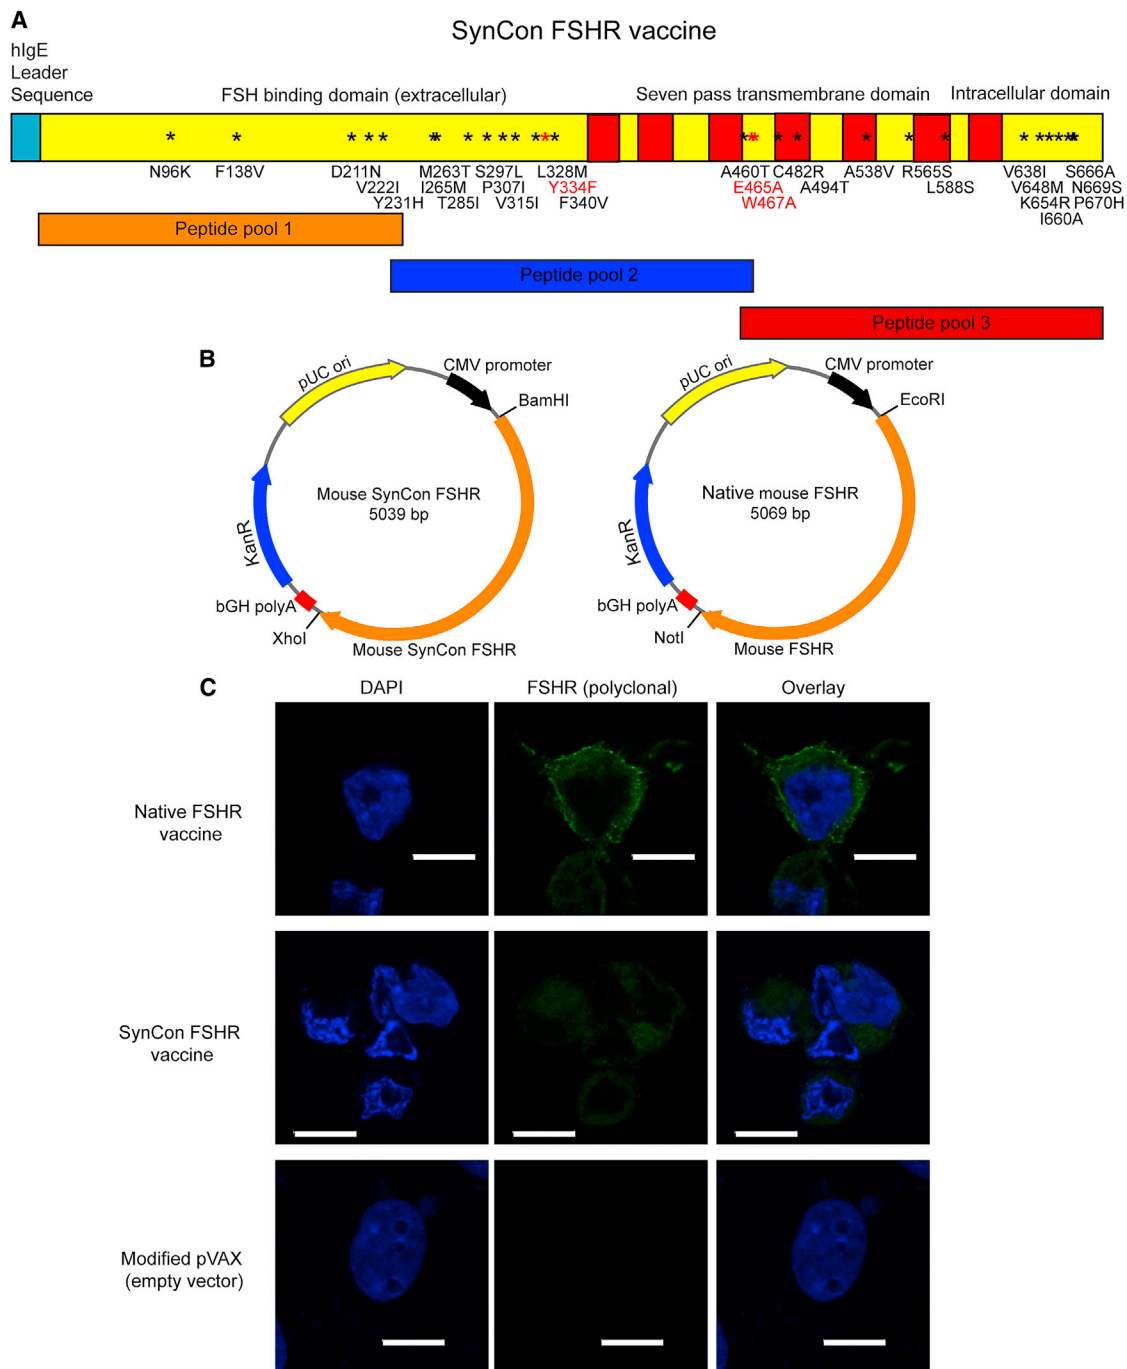 A
SynCon FSHR vaccine
hIgE
Leader
Sequence
FSH binding domain (extracellular)
Seven pass transmembrane domain
Intracellular domain
* * * * * * * * * * * * * * * * * * * * * * * * * * * * *
N96K F138V D211N M263T S297L L328M A460T C482R A538V R565S V638I S666A
V222I I265M P307I Y334F E465A A494T L588S V648M N669S
Y231H T285I V315I F340V W467A K654R P670H
I660A
Peptide pool 1
Peptide pool 2
Peptide pool 3
B
pUC ori
CMV promoter
BamHI
Mouse SynCon FSHR
5039 bp
KanR
bGH polyA
XhoI
Mouse SynCon FSHR
pUC ori
CMV promoter
EcoRI
Native mouse FSHR
5069 bp
KanR
bGH polyA
NotI
Mouse FSHR
C
DAPI
FSHR (polyclonal)
Overlay
Native FSHR
vaccine
SynCon FSHR
vaccine
Modified pVAX
(empty vector)